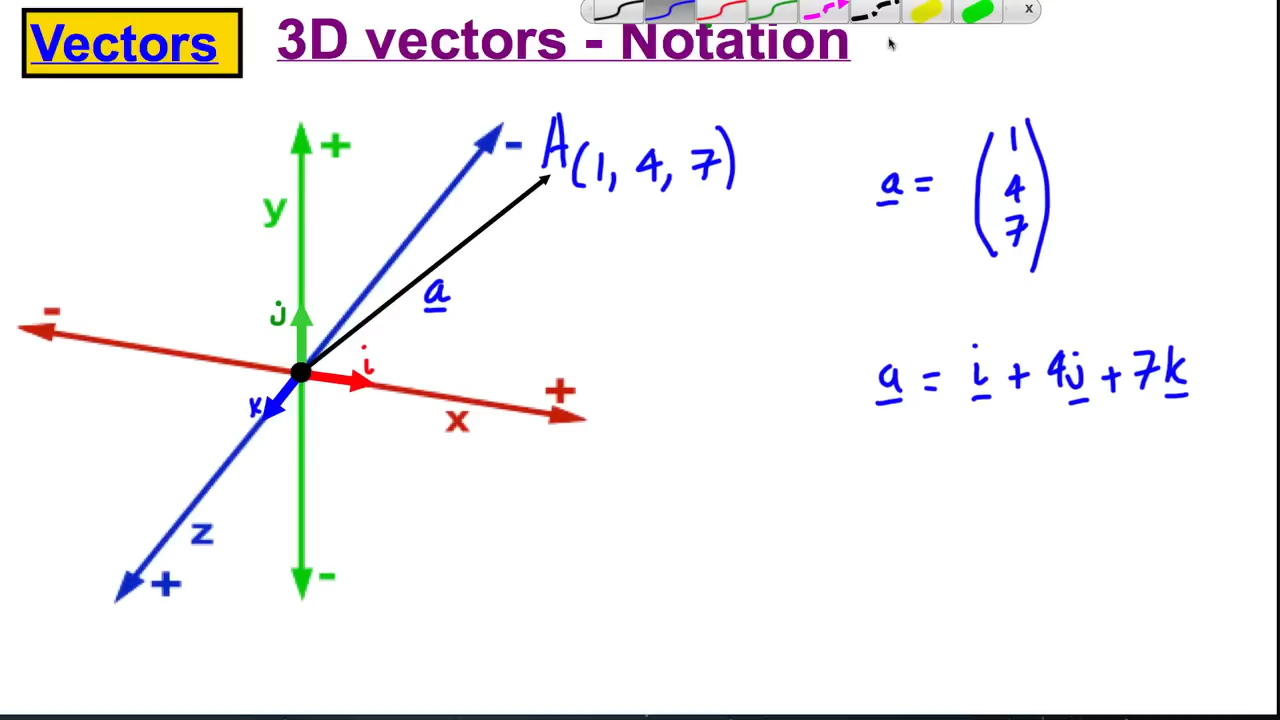 Vectors
3D vectors - Notation
x
+
-
A(1, 4, 7)
y
a = (1
4
7)
a
j
-
i
a = i + 4j + 7k
k
+
x
z
+
-